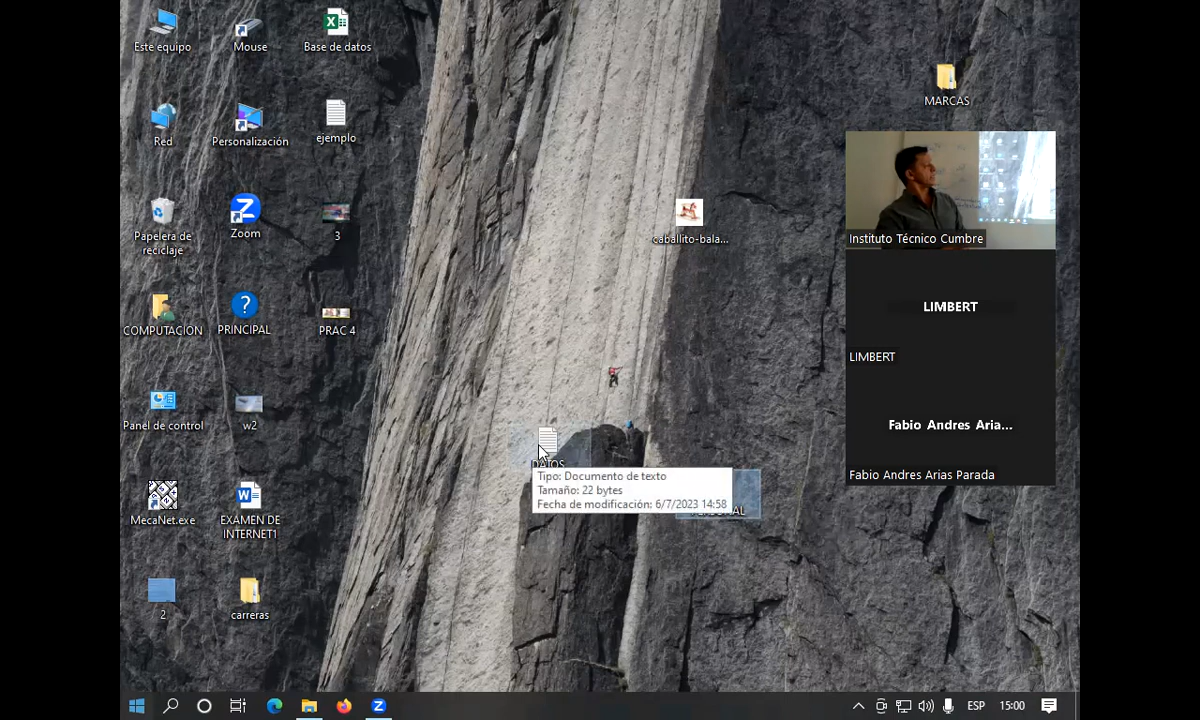 Este equipo
Mouse
Base de datos
MARCAS
Red
Personalización
ejemplo
Papelera de
reciclaje
Zoom
3
caballito-bala...
Instituto Técnico Cumbre
COMPUTACION
PRINCIPAL
PRAC 4
LIMBERT
LIMBERT
Panel de control
w2
Fabio Andres Aria...
Fabio Andres Arias Parada
DATOS
Tipo: Documento de texto
Tamaño: 22 bytes
Fecha de modificación: 6/7/2023 14:58
PERSONAL
MecaNet.exe
EXAMEN DE
INTERNET1
2
carreras
ESP
15:00